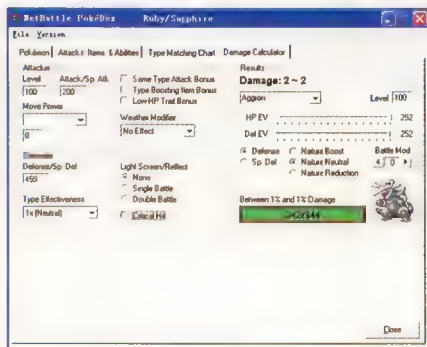 NetBattle PokéDex - Ruby/Sapphire
File Version
Pokémon Attacks, Items, & Abilities Type Matching Chart Damage Calculator
Attacker
Level Attack/Sp. Atk
100 200
Move Power
0
Same Type Attack Bonus
Type Boosting Item Bonus
Low HP Trait Bonus
Weather Modifier
No Effect
Defense/Sp. Def
459
Type Effectiveness
1x (Neutral)
Light Screen/Reflect
None
Single Battle
Double Battle
Critical Hit
Results
Damage: 2 ~ 2
Aggron Level 100
HP EV 252
Def EV 252
Defense Nature Boost Battle Mod
Sp. Def Nature Neutral 0
Nature Reduction
Between 1% and 1% Damage
Close